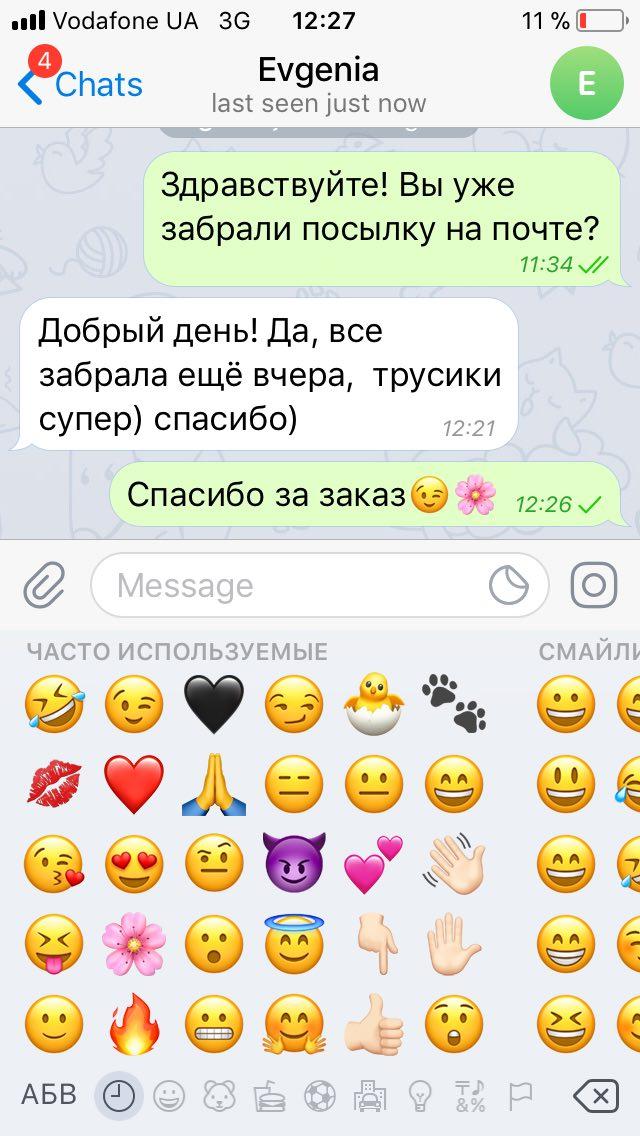 Vodafone UA 3G 12:27 11 %
4
Chats
Evgenia
last seen just now
E
Здравствуйте! Вы уже
забрали посылку на почте?
11:34
Добрый день! Да, все
забрала ещё вчера, трусики
супер) спасибо)
12:21
Спасибо за заказ😉🌸 12:26
Message
ЧАСТО ИСПОЛЬЗУЕМЫЕ
СМАЙЛИ
АБВ
&%